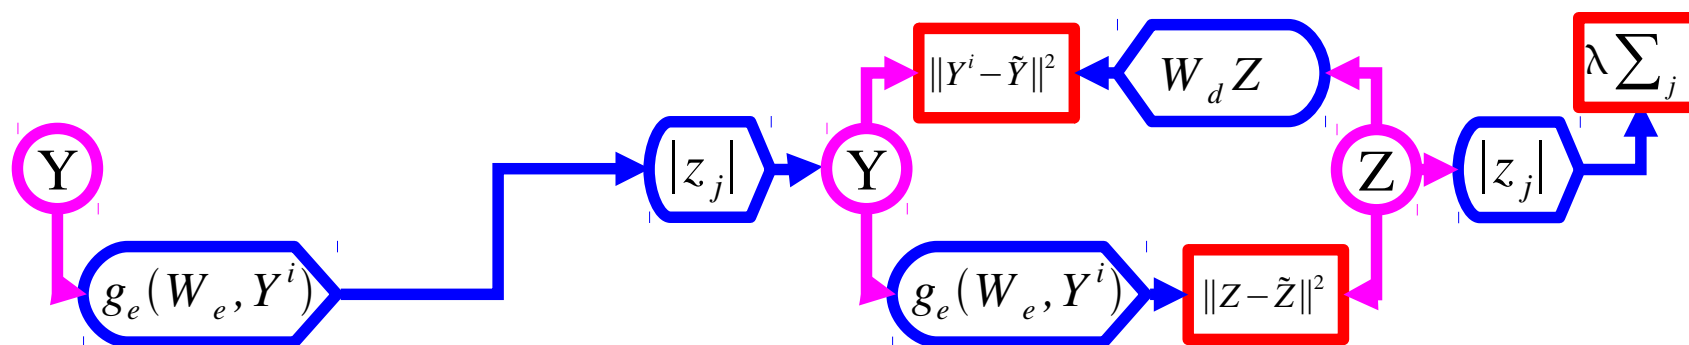 ‖Y^i − Ỹ‖²
W_d Z
λ∑_j
Y
|z_j|
Y
Z
|z_j|
g_e(W_e, Y^i)
g_e(W_e, Y^i)
‖Z − Z̃‖²